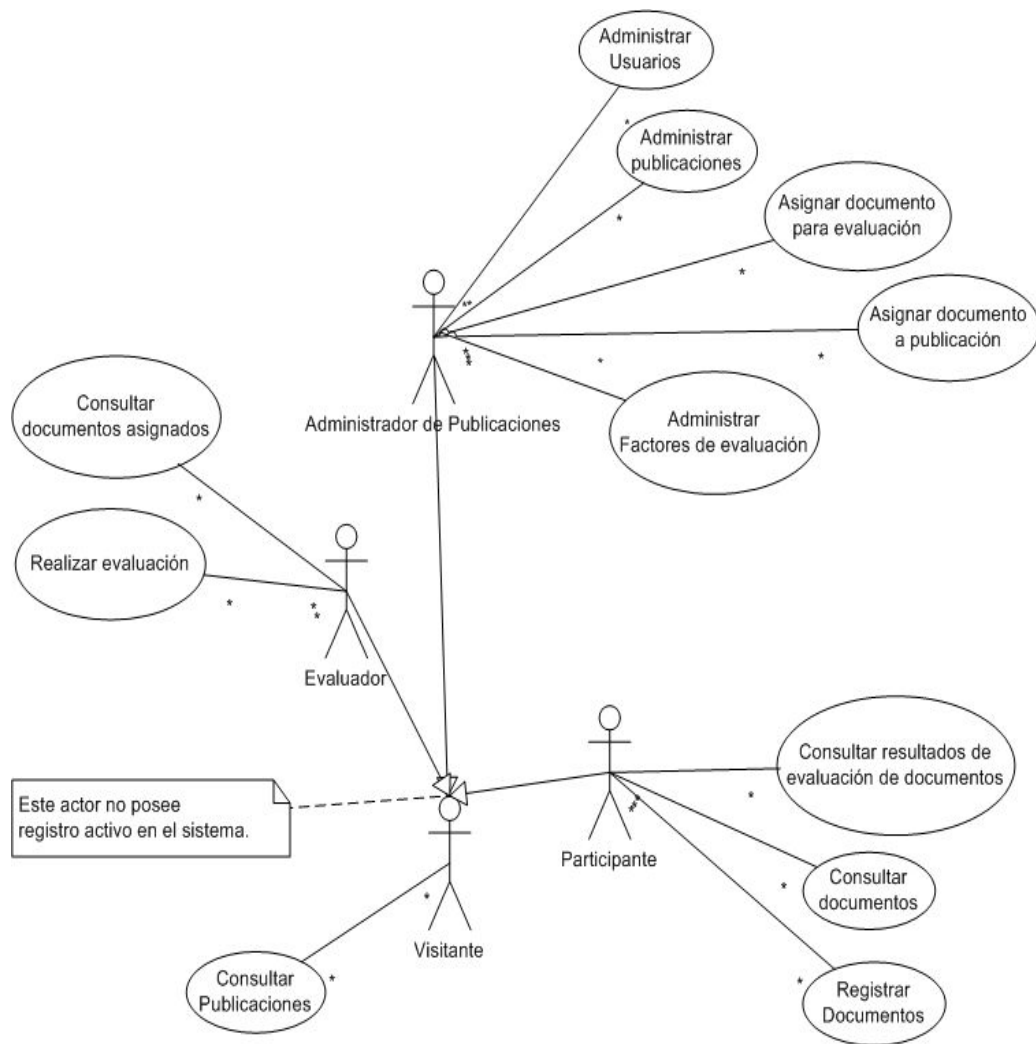 Administrar
Usuarios
Administrar
publicaciones
Asignar documento
para evaluación
Asignar documento
a publicación
Administrar
Factores de evaluación
Administrador de Publicaciones
Consultar
documentos asignados
Realizar evaluación
Evaluador
Consultar resultados de
evaluación de documentos
Este actor no posee
registro activo en el sistema.
Participante
Consultar
documentos
Visitante
Consultar
Publicaciones
Registrar
Documentos